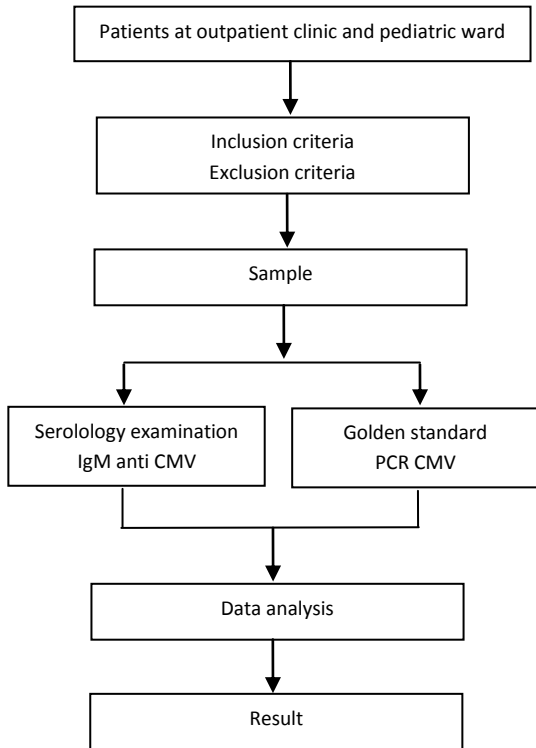 Patients at outpatient clinic and pediatric ward
Inclusion criteria
Exclusion criteria
Sample
Serolology examination
IgM anti CMV
Golden standard
PCR CMV
Data analysis
Result